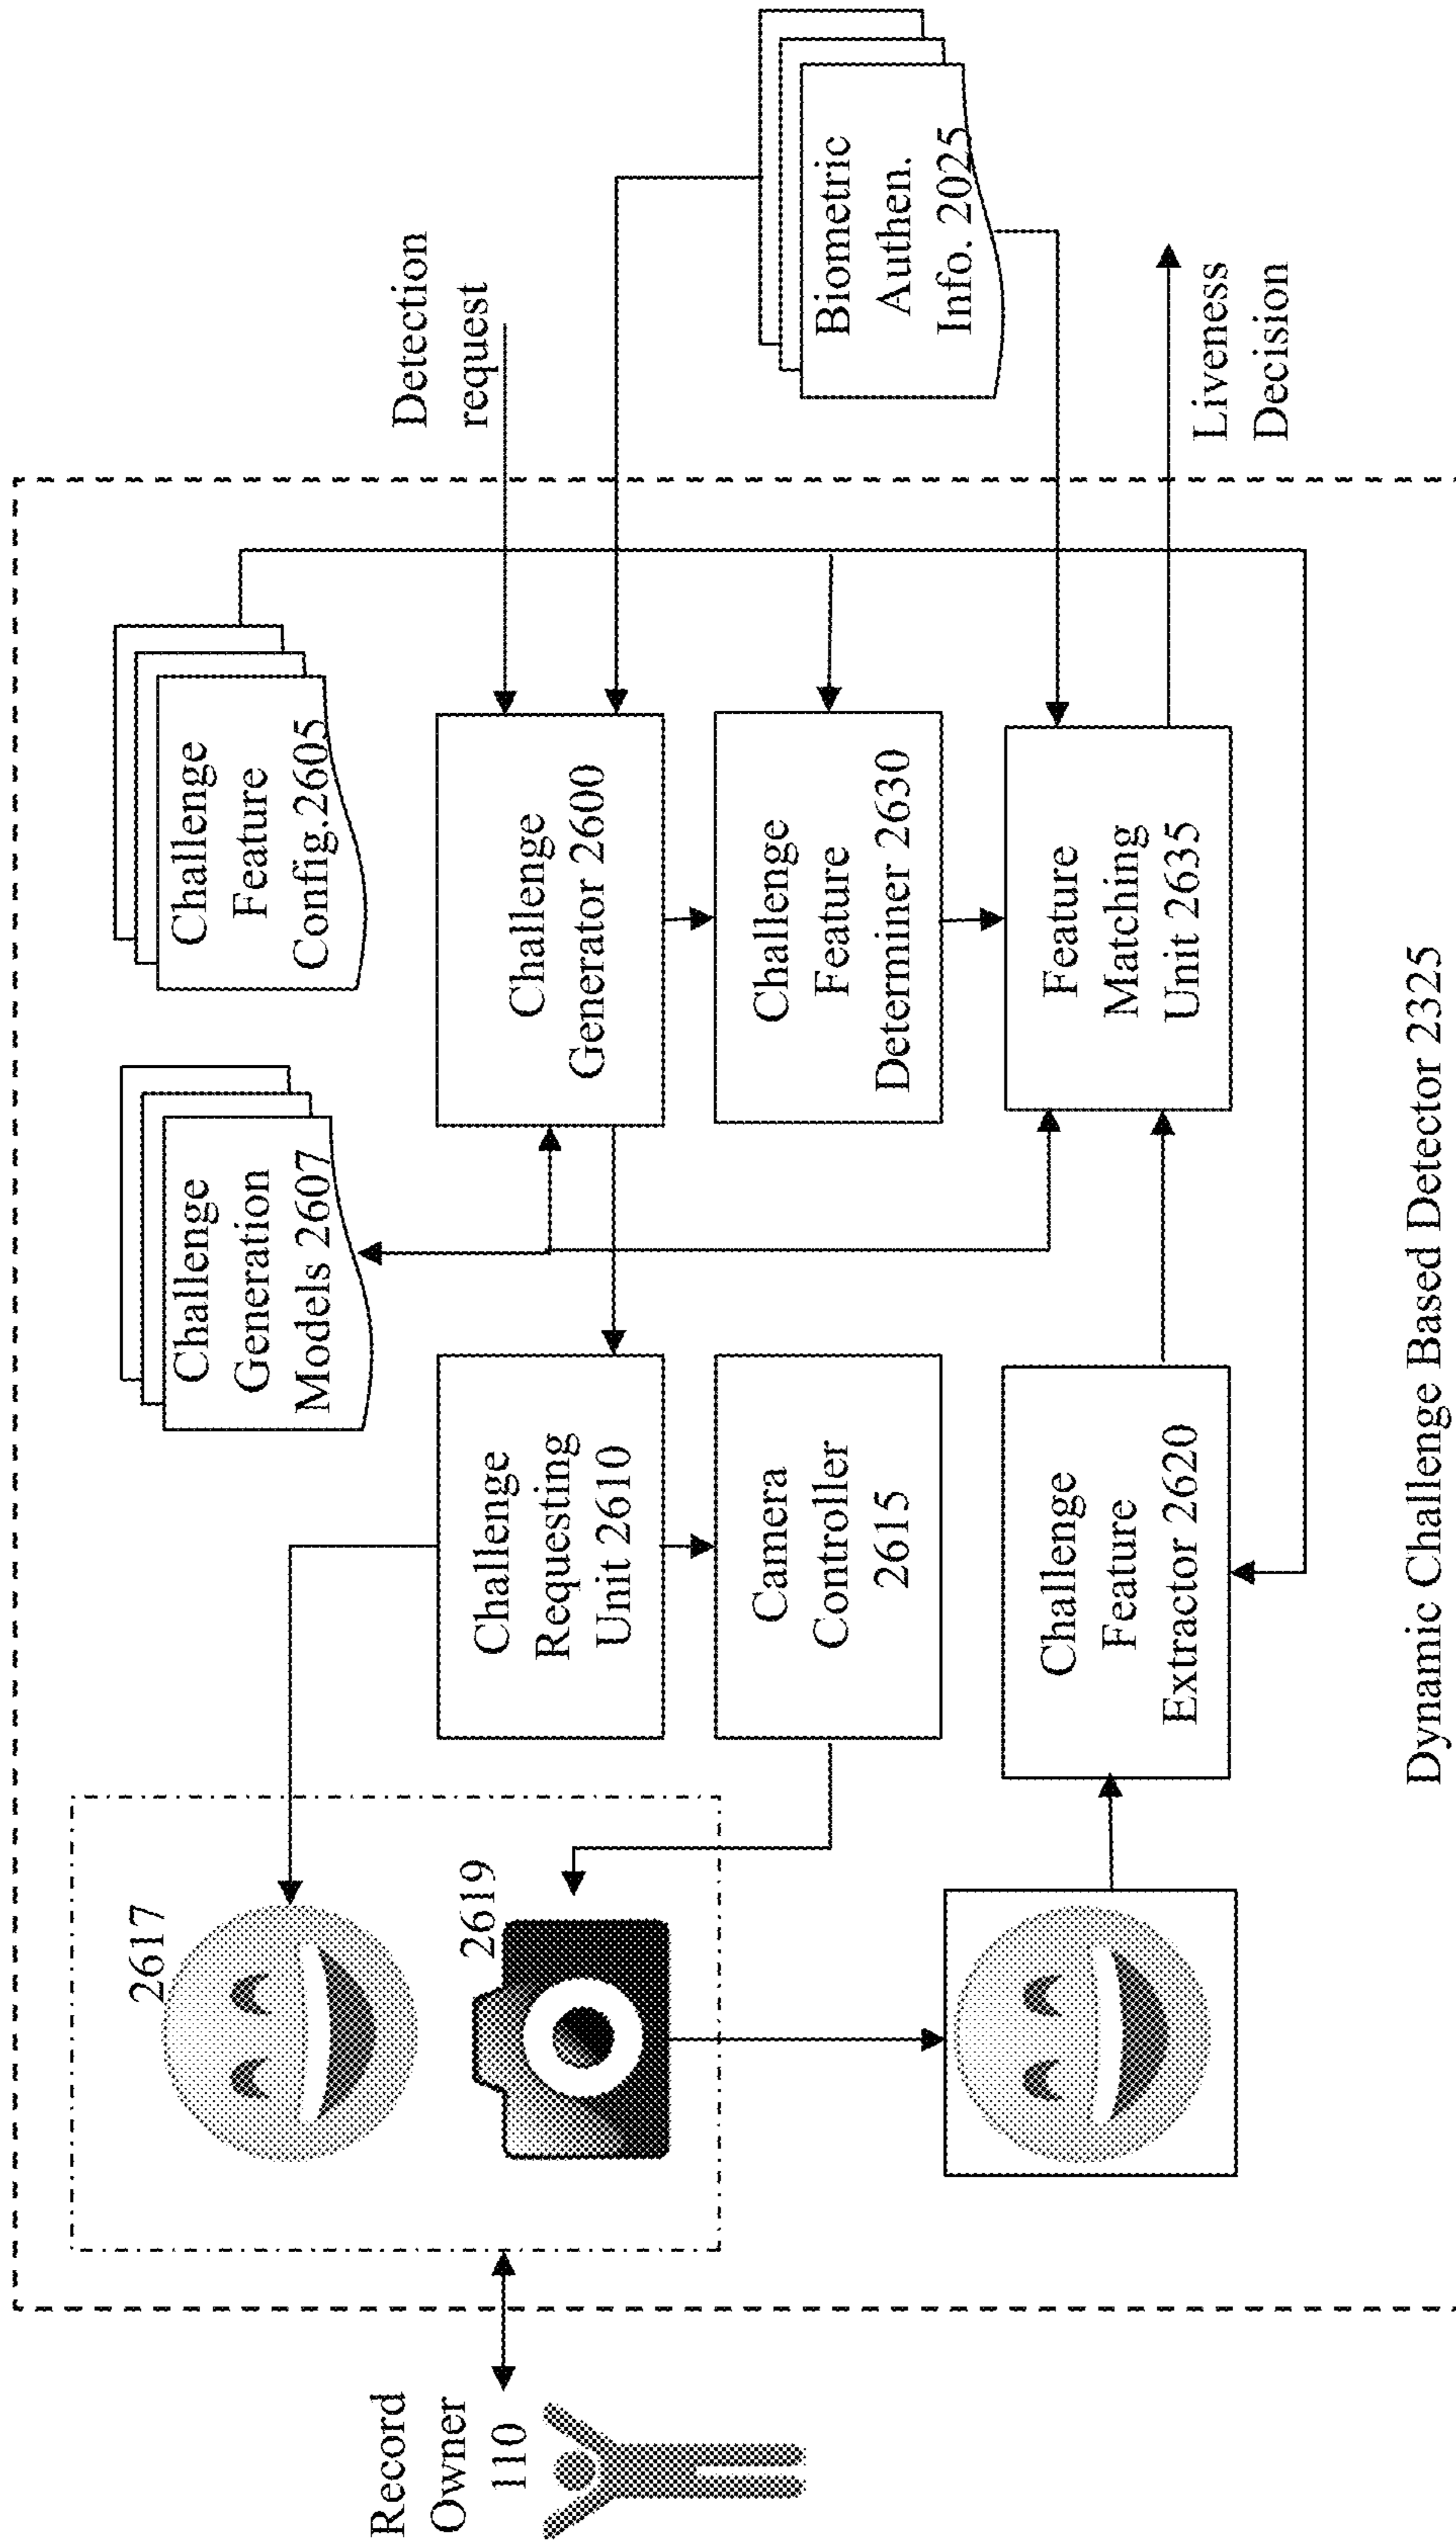 Record
Owner
110
2617
2619
Challenge
Requesting
Unit 2610
Camera
Controller
2615
Challenge
Feature
Extractor 2620
Challenge
Generation
Models 2607
Challenge
Feature
Config.2605
Challenge
Generator 2600
Challenge
Feature
Determiner 2630
Feature
Matching
Unit 2635
Detection
request
Biometric
Authen.
Info. 2025
Liveness
Decision
Dynamic Challenge Based Detector 2325